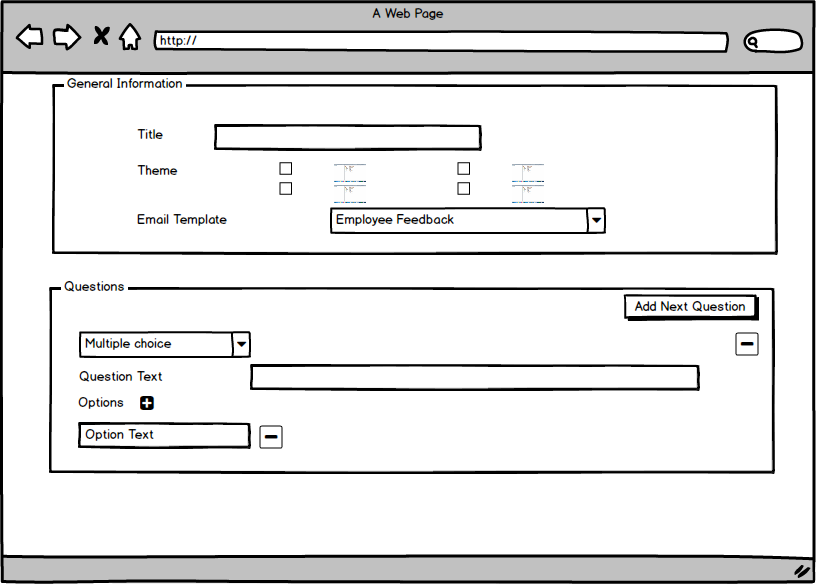 A Web Page
http://
General Information
Title
Theme
Email Template
Employee Feedback
Questions
Add Next Question
Multiple choice
Question Text
Options
Option Text